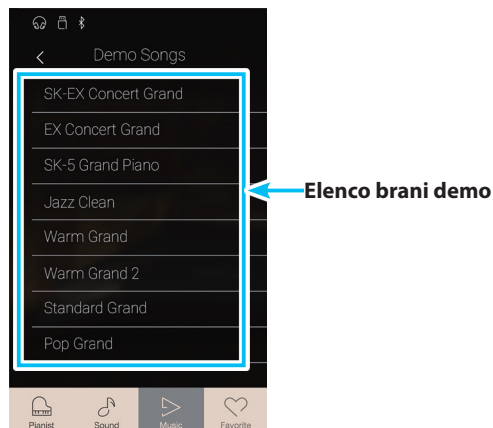 Demo Songs
SK-EX Concert Grand
EX Concert Grand
SK-5 Grand Piano
Elenco brani demo
Jazz Clean
Warm Grand
Warm Grand 2
Standard Grand
Pop Grand
Pianist Sound Music Favorite